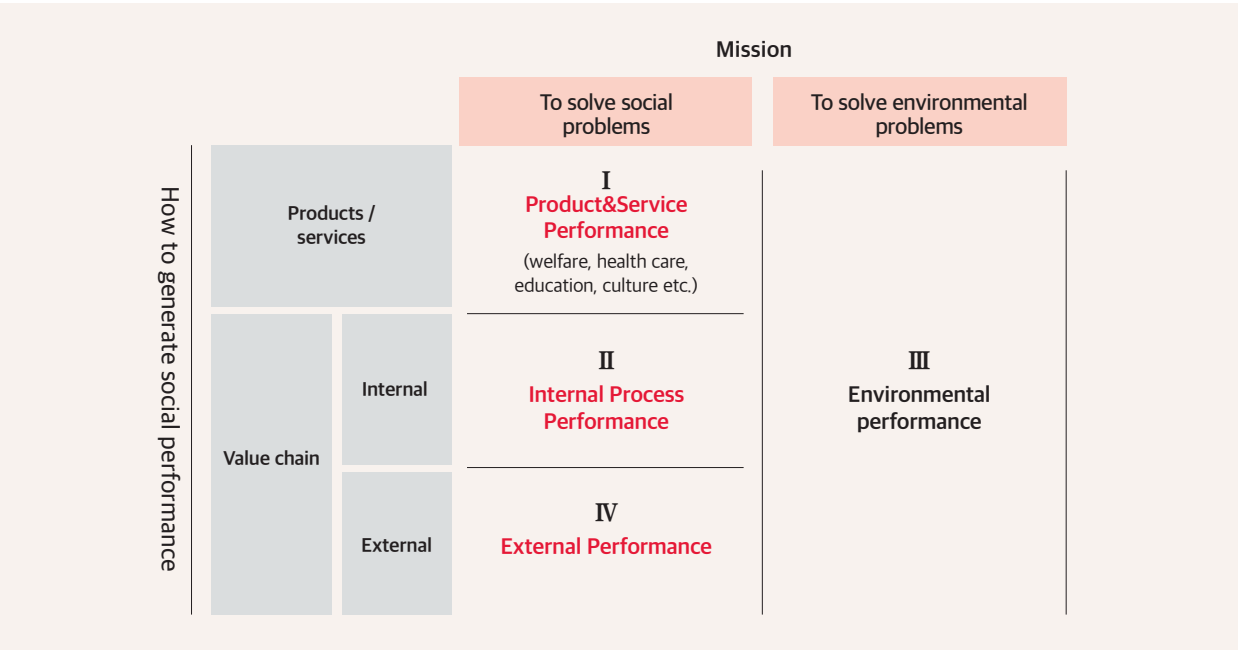 Mission
To solve social
problems
To solve environmental
problems
How to generate social performance
Products /
services
I
Product&Service
Performance
(welfare, health care,
education, culture etc.)
Value chain
Internal
II
Internal Process
Performance
III
Environmental
performance
External
IV
External Performance